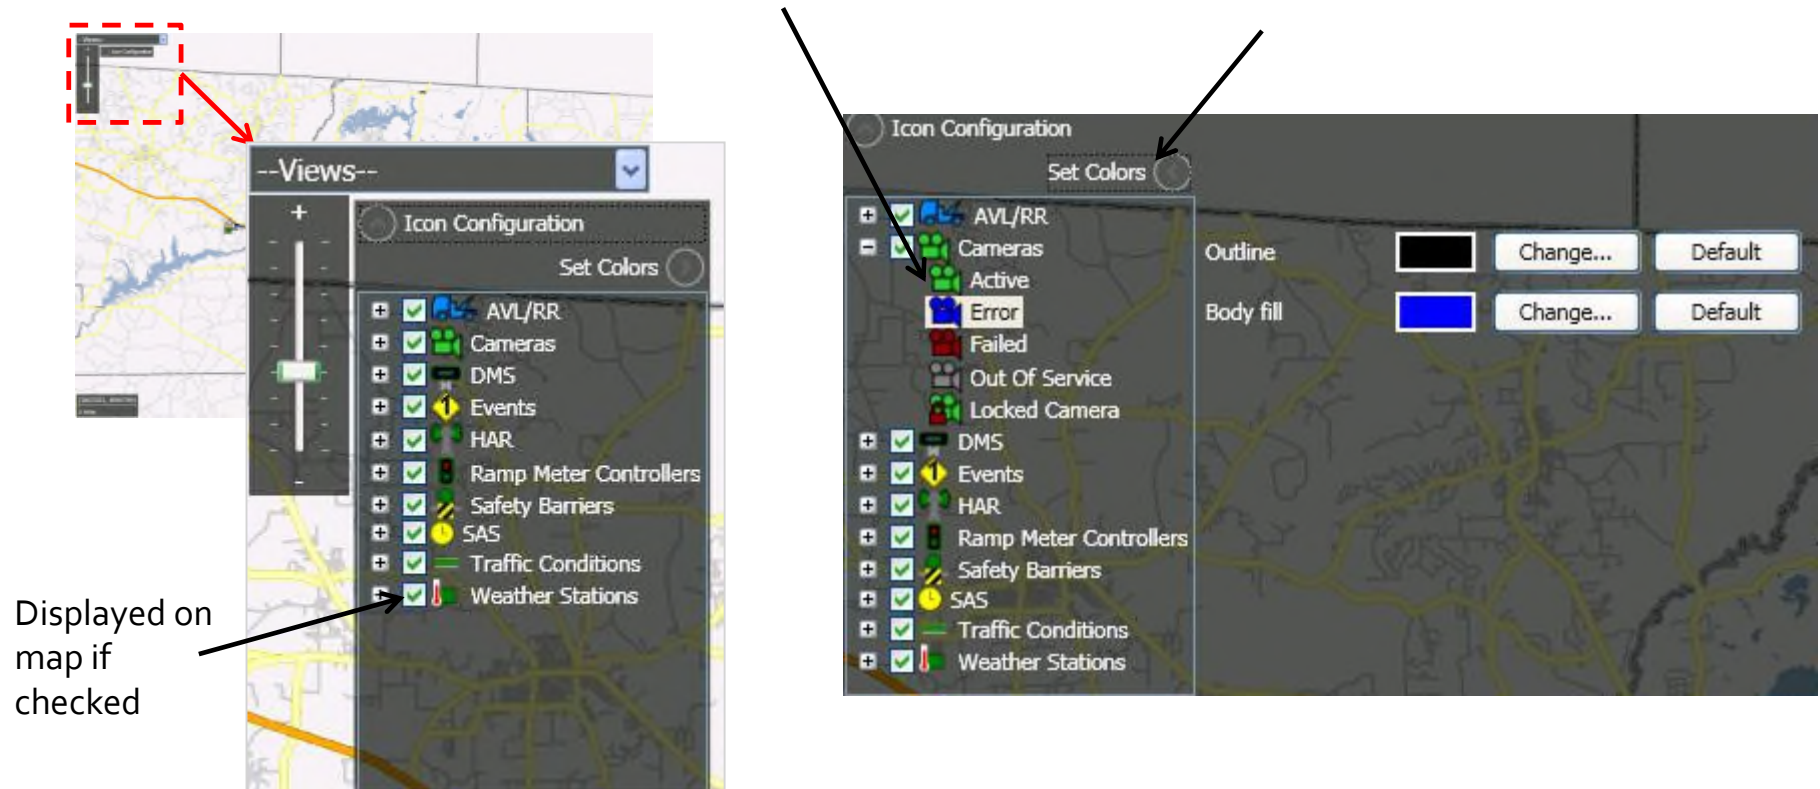 --Views--
+
Icon Configuration
Set Colors
AVL/RR
Cameras
DMS
1
Events
HAR
Ramp Meter Controllers
Safety Barriers
SAS
Traffic Conditions
Weather Stations
-
Displayed on
map if
checked
Icon Configuration
Set Colors
AVL/RR
Cameras
Active
Error
Failed
Out Of Service
Locked Camera
DMS
1
Events
HAR
Ramp Meter Controllers
Safety Barriers
SAS
Traffic Conditions
Weather Stations
Outline Change... Default
Body fill Change... Default